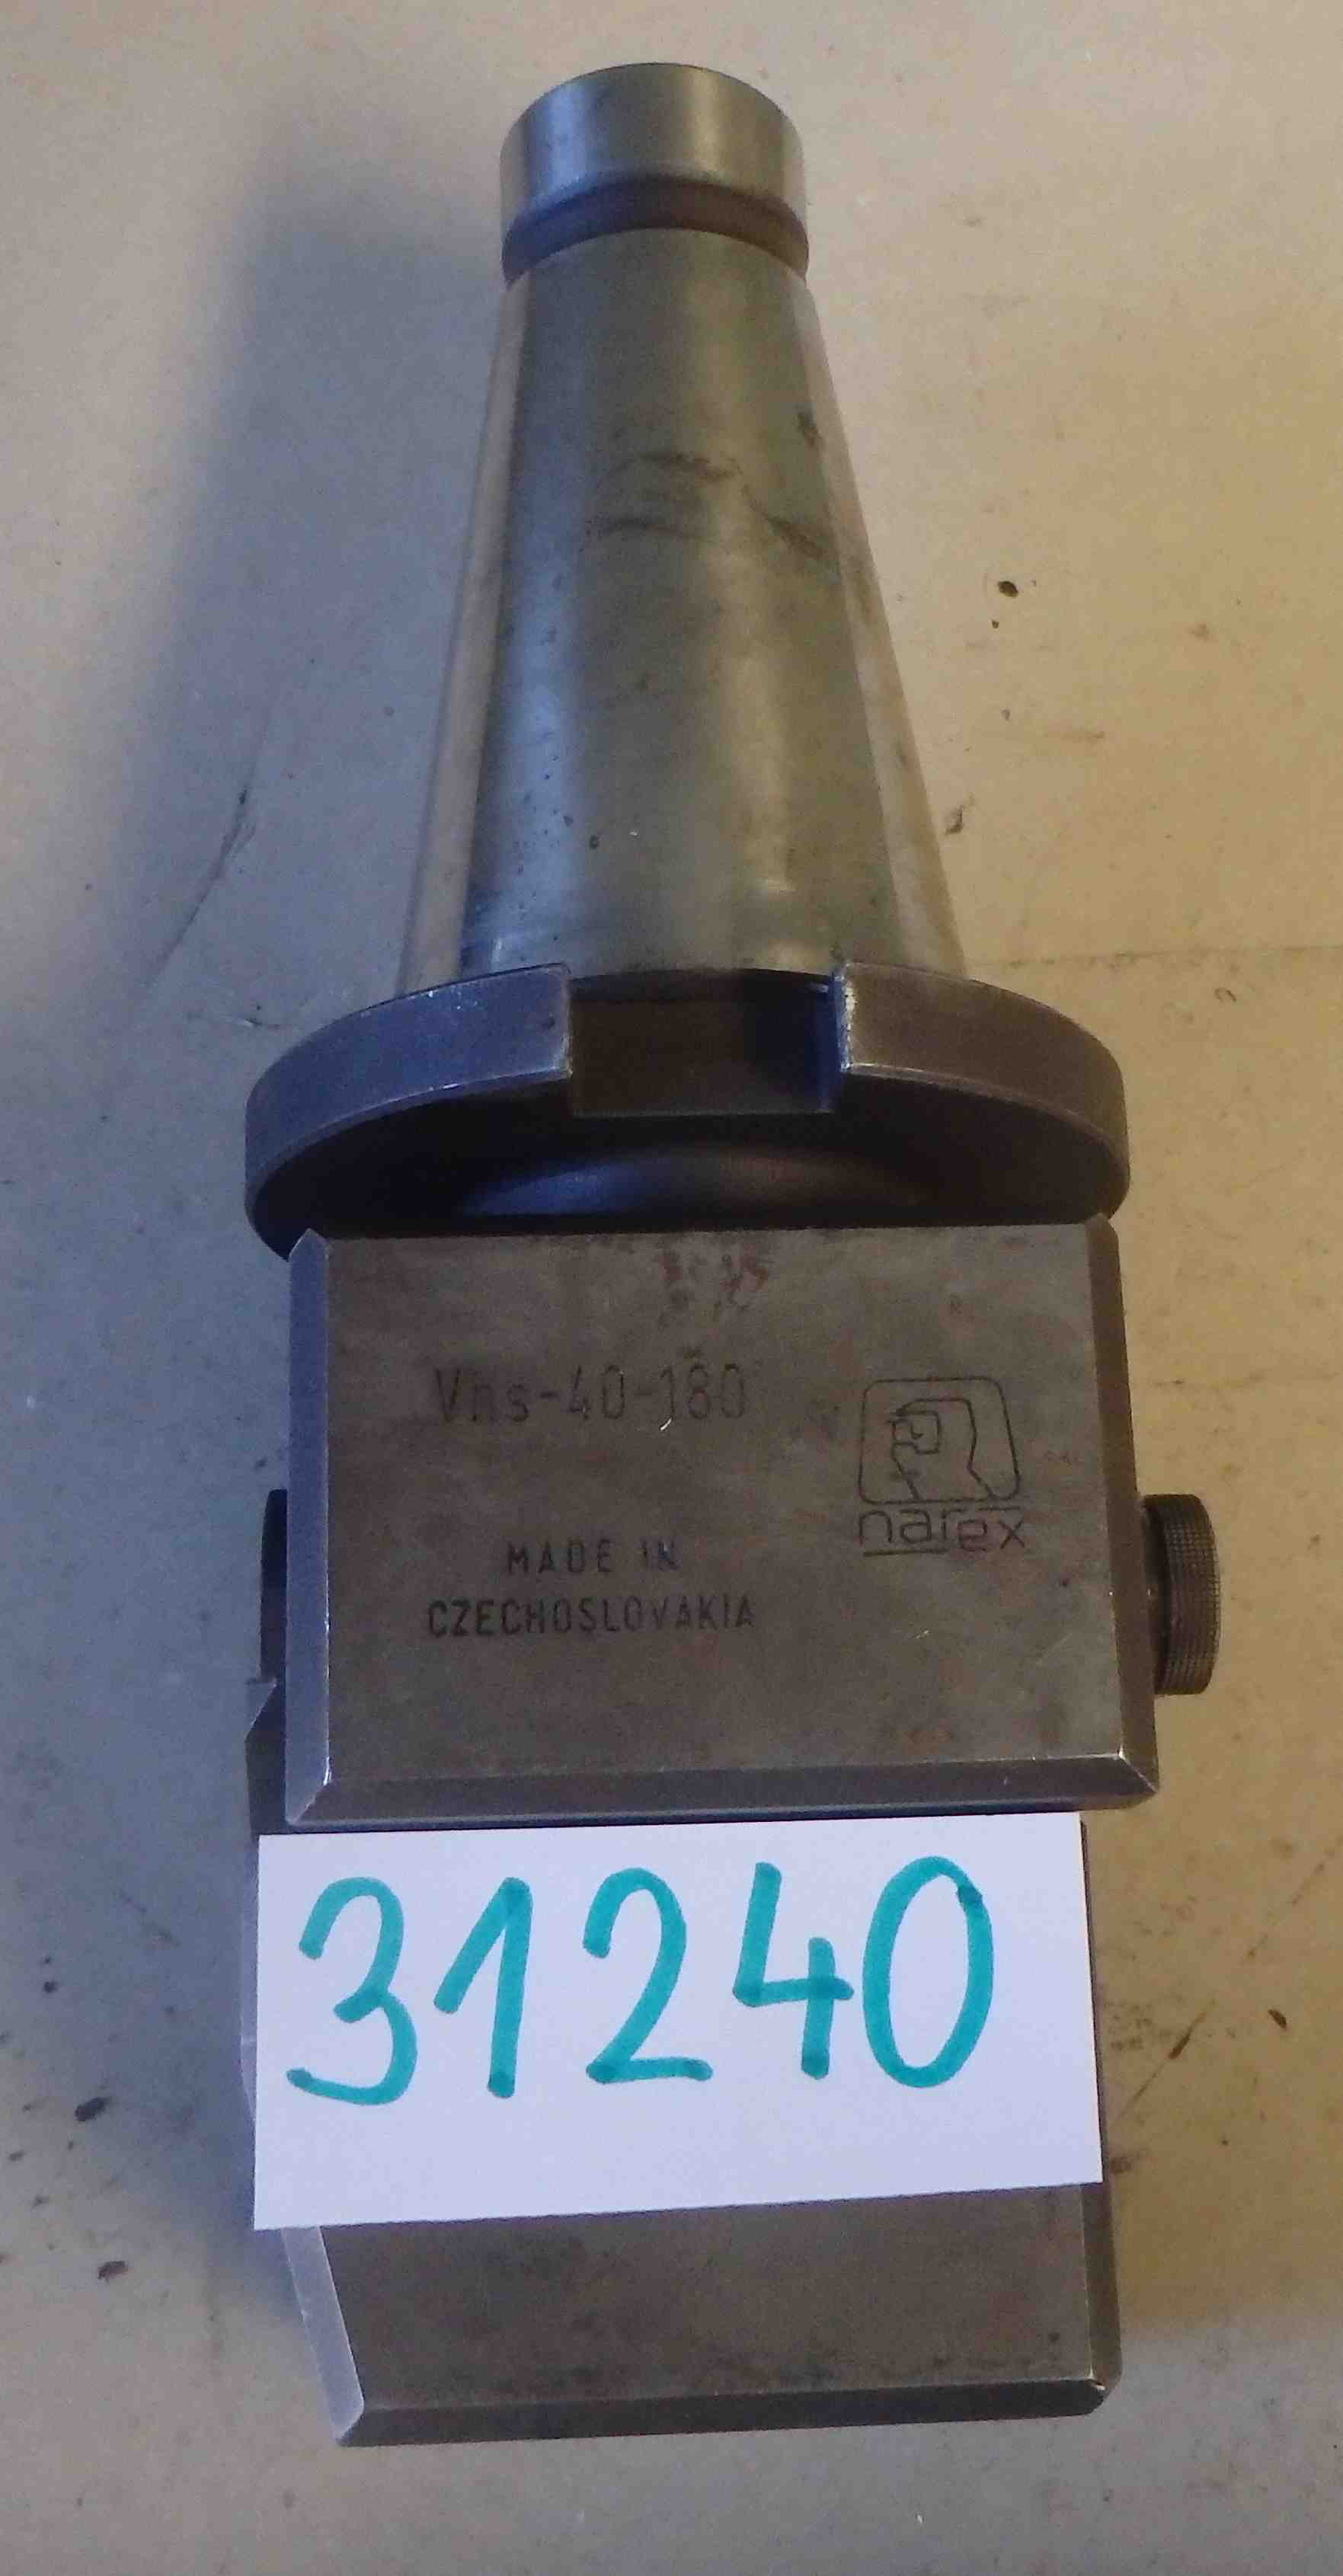 Vhs-40-180
narex
MADE IN
CZECHOSLOVAKIA
31240